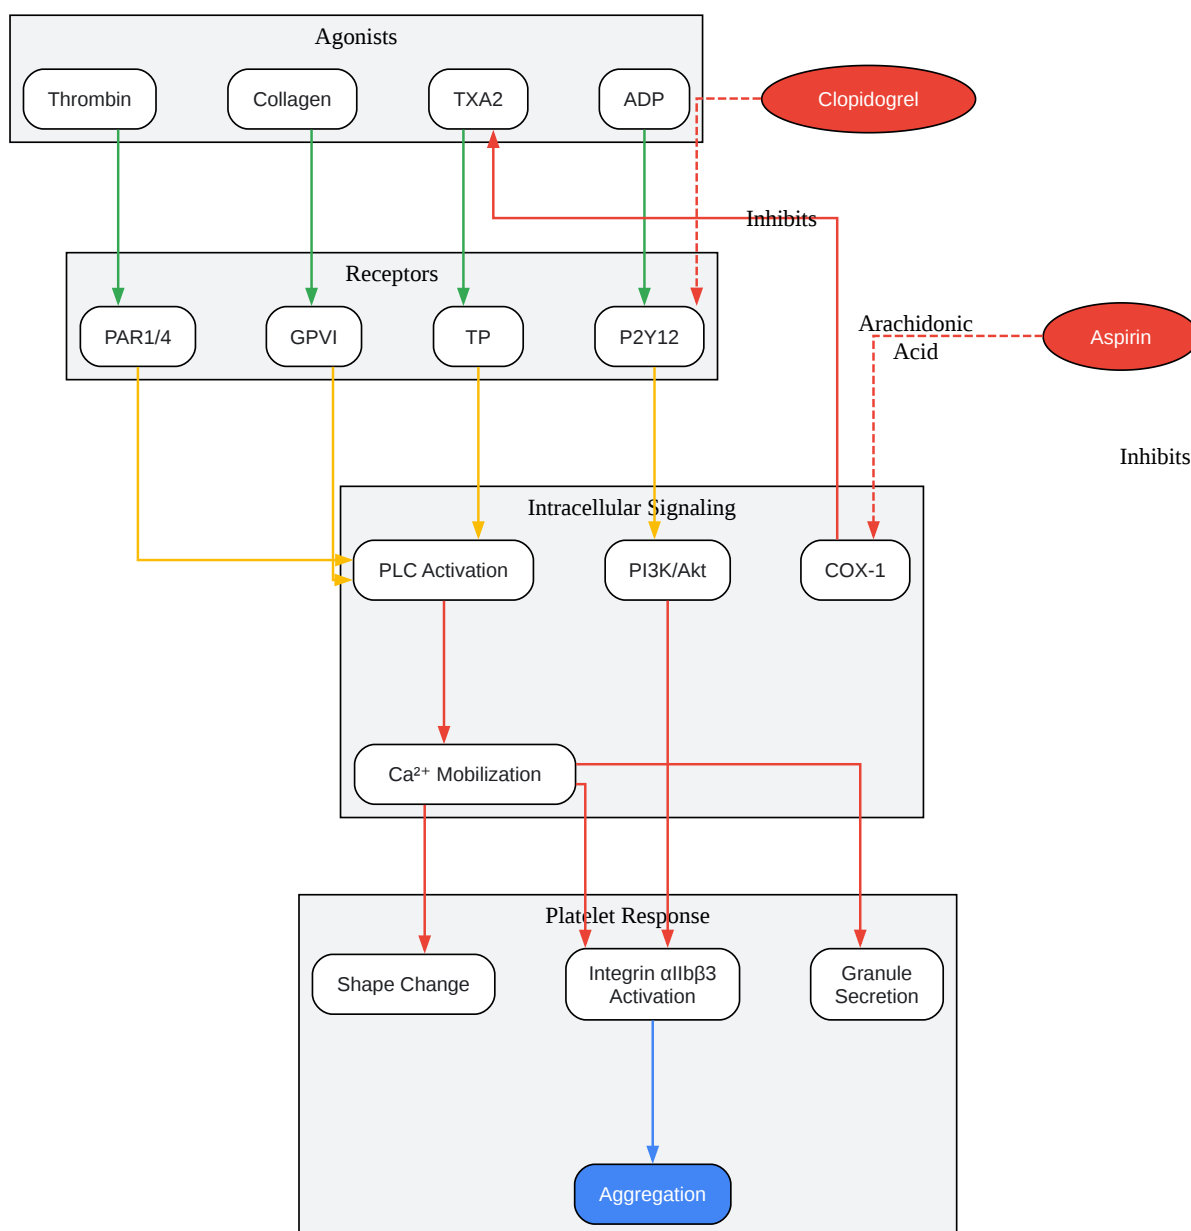 Agonists
Thrombin
Collagen
TXA2
ADP
Clopidogrel
Inhibits
Receptors
PAR1/4
GPVI
TP
P2Y12
Arachidonic
Acid
Aspirin
Inhibits
Intracellular Signaling
PLC Activation
PI3K/Akt
COX-1
Ca²⁺ Mobilization
Platelet Response
Shape Change
Integrin αIIbβ3
Activation
Granule
Secretion
Aggregation